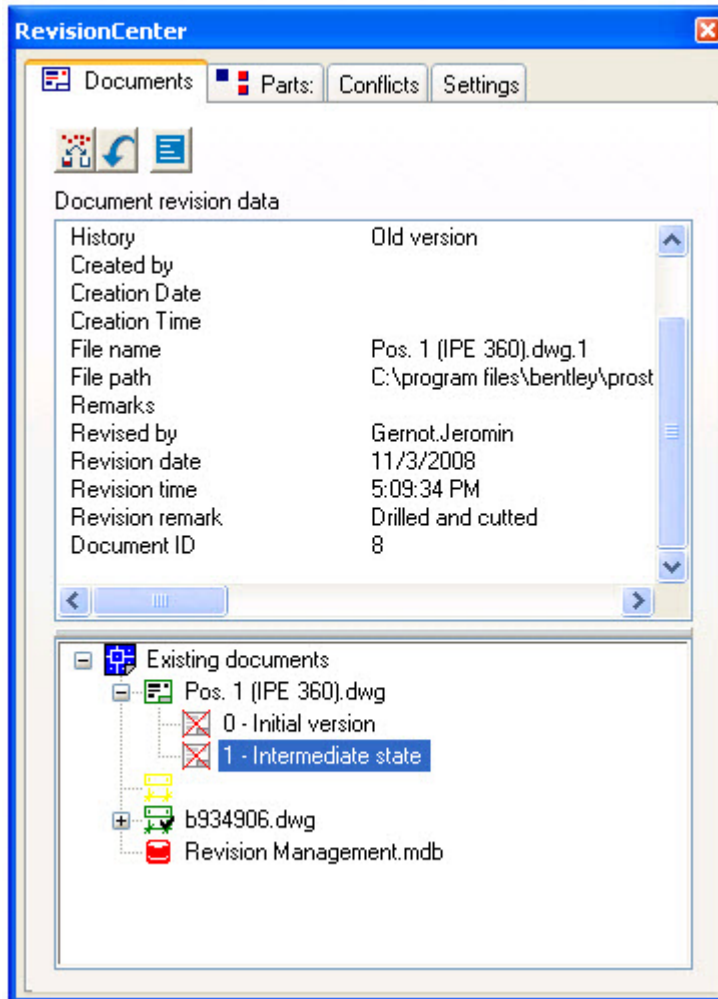 RevisionCenter
Documents Parts: Conflicts Settings
Document revision data
History Old version
Created by
Creation Date
Creation Time
File name Pos. 1 (IPE 360).dwg.1
File path C:\program files\bentley\prost
Remarks
Revised by Gernot.Jeromin
Revision date 11/3/2008
Revision time 5:09:34 PM
Revision remark Drilled and cutted
Document ID 8
Existing documents
Pos. 1 (IPE 360).dwg
0 - Initial version
1 - Intermediate state
b934906.dwg
Revision Management.mdb